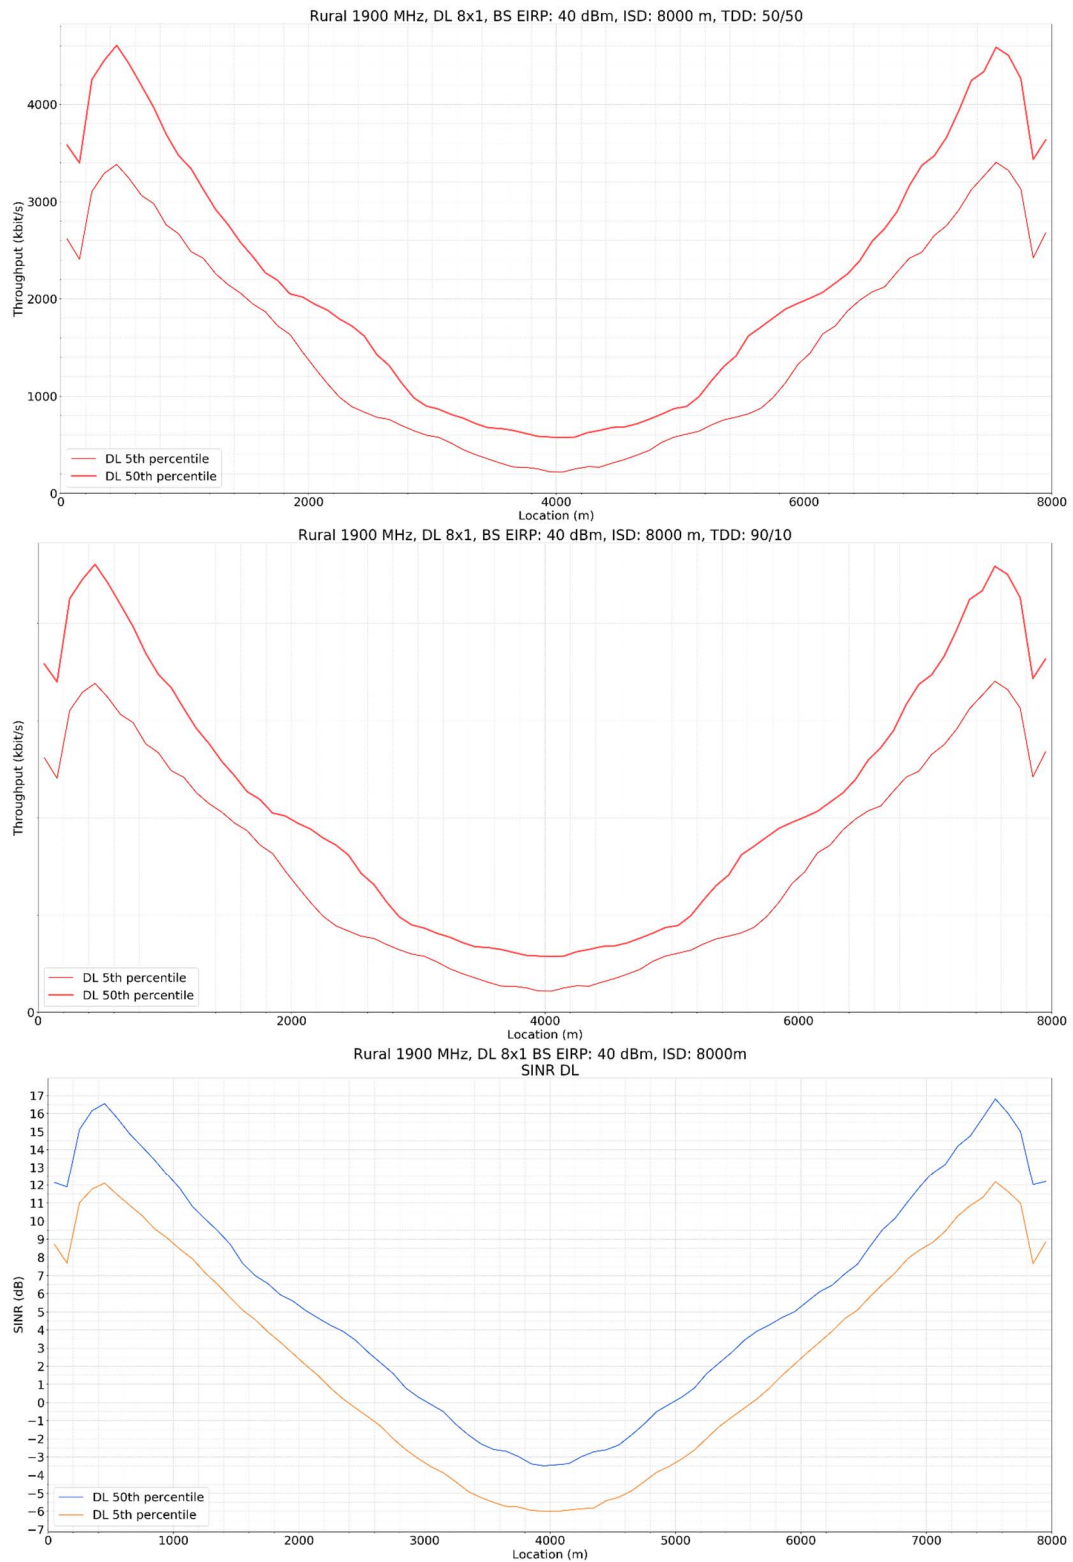 Rural 1900 MHz, DL 8x1, BS EIRP: 40 dBm, ISD: 8000 m, TDD: 50/50
4000
3000
2000
1000
0
Throughput (kbit/s)
DL 5th percentile
DL 50th percentile
0 2000 4000 6000 8000
Location (m)
Rural 1900 MHz, DL 8x1, BS EIRP: 40 dBm, ISD: 8000 m, TDD: 90/10
Throughput (kbit/s)
DL 5th percentile
DL 50th percentile
0
0 2000 4000 6000 8000
Location (m)
Rural 1900 MHz, DL 8x1 BS EIRP: 40 dBm, ISD: 8000m
SINR DL
17
16
15
14
13
12
11
10
9
8
7
6
5
4
3
2
1
0
−1
−2
−3
−4
−5
−6
−7
SINR (dB)
DL 50th percentile
DL 5th percentile
0 1000 2000 3000 4000 5000 6000 7000 8000
Location (m)